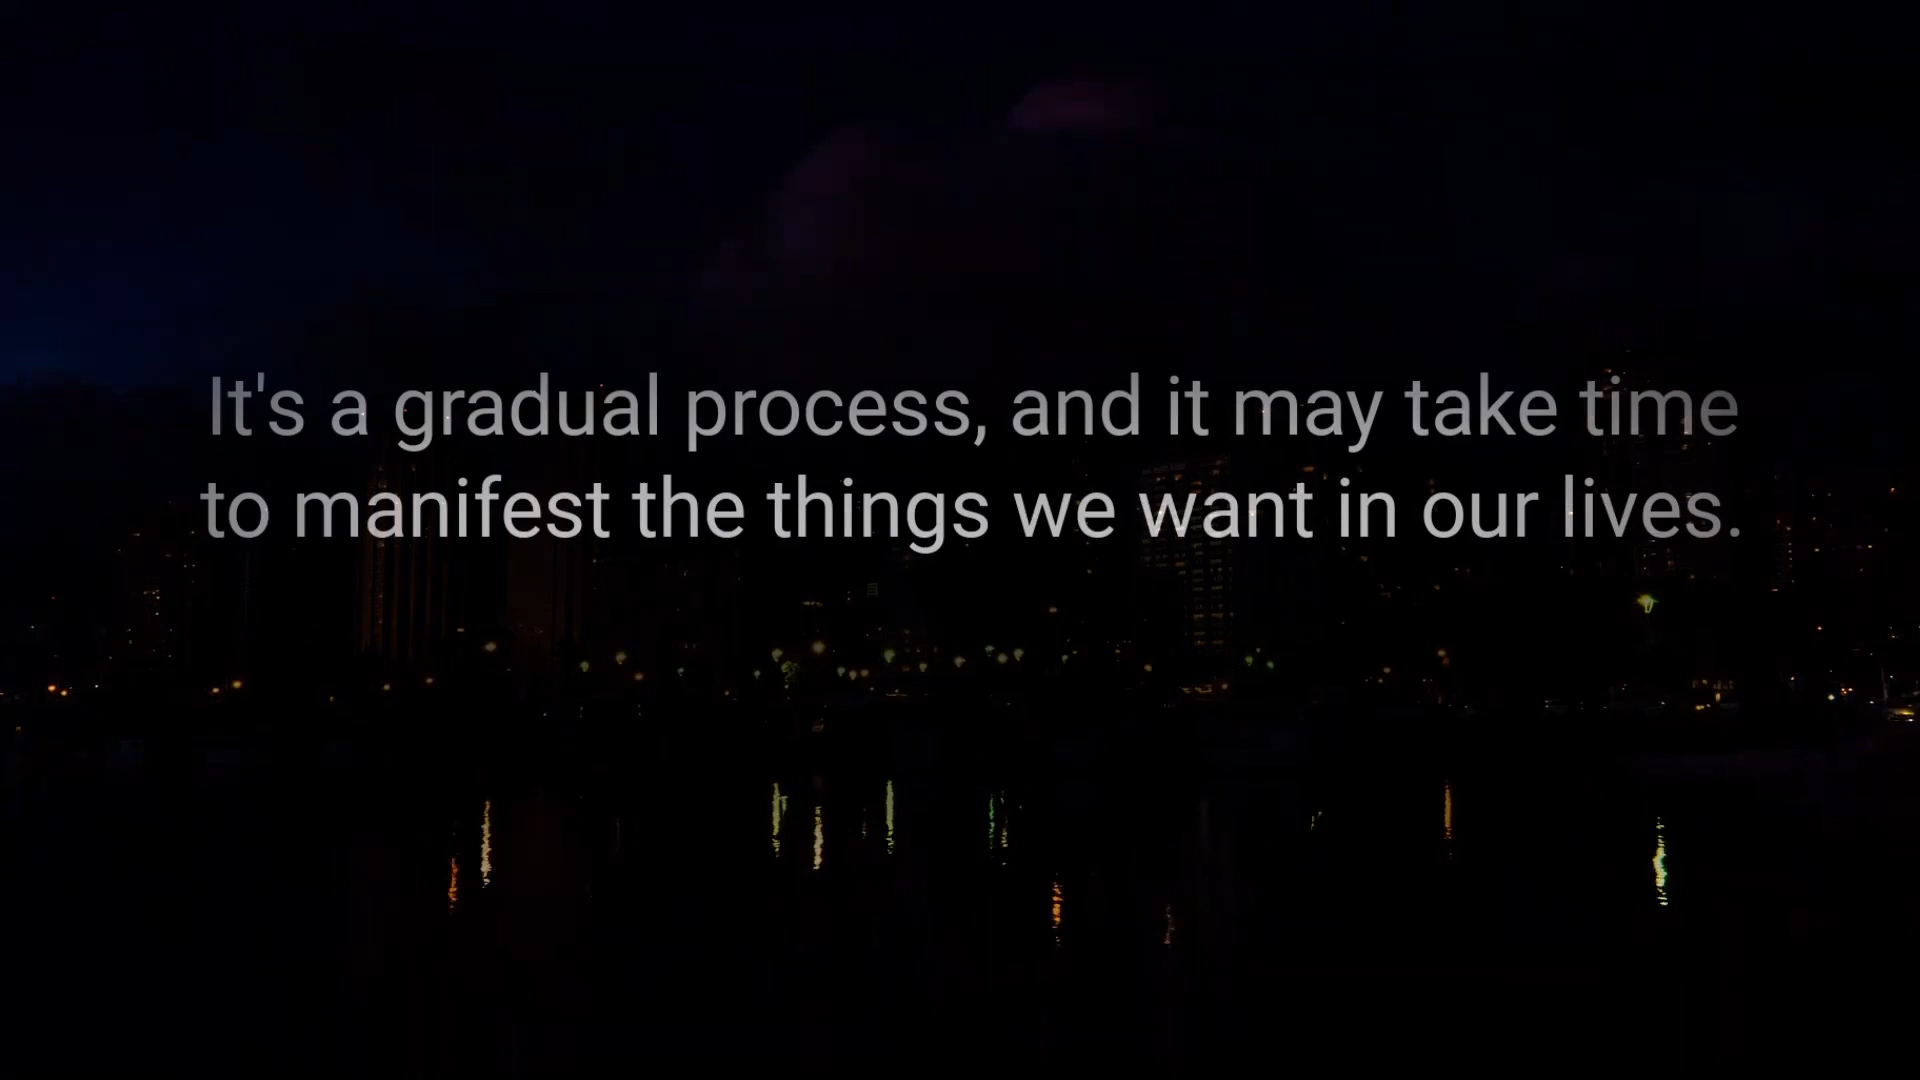 It's a gradual process, and it may take time
to manifest the things we want in our lives.